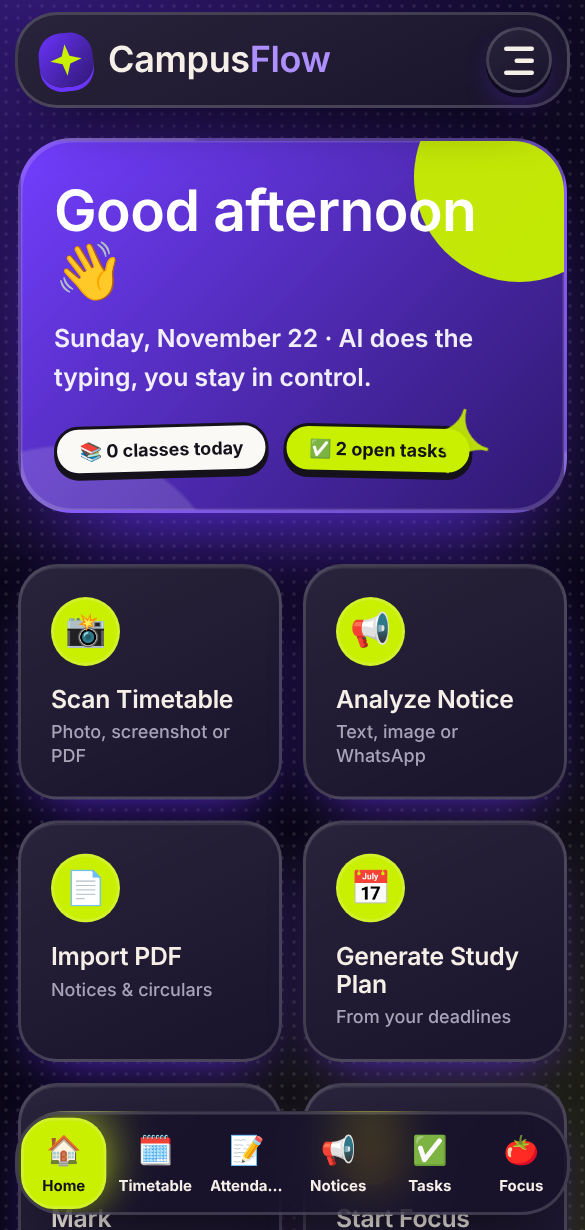 CampusFlow
Good afternoon
👋
Sunday, November 22 · AI does the
typing, you stay in control.
📚 0 classes today
✅ 2 open tasks
Scan Timetable
Photo, screenshot or
PDF
Analyze Notice
Text, image or
WhatsApp
Import PDF
Notices & circulars
July
17
Generate Study
Plan
From your deadlines
Mark
Start Focus
Home
Timetable
Attenda...
Notices
Tasks
Focus